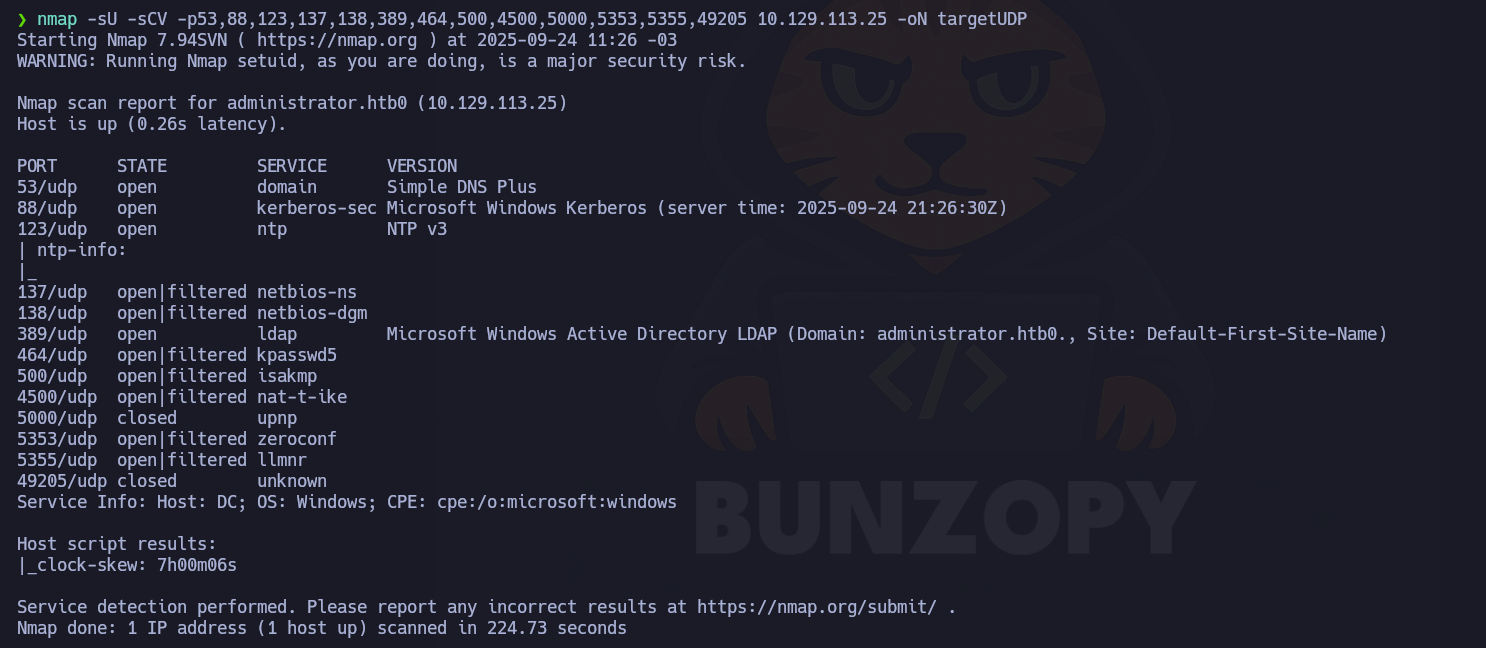 ❯ nmap -sU -sCV -p53,88,123,137,138,389,464,500,4500,5000,5353,5355,49205 10.129.113.25 -oN targetUDP
Starting Nmap 7.94SVN ( https://nmap.org ) at 2025-09-24 11:26 -03
WARNING: Running Nmap setuid, as you are doing, is a major security risk.

Nmap scan report for administrator.htb0 (10.129.113.25)
Host is up (0.26s latency).

PORT      STATE         SERVICE      VERSION
53/udp    open          domain       Simple DNS Plus
88/udp    open          kerberos-sec Microsoft Windows Kerberos (server time: 2025-09-24 21:26:30Z)
123/udp   open          ntp          NTP v3
| ntp-info:
|_
137/udp   open|filtered netbios-ns
138/udp   open|filtered netbios-dgm
389/udp   open          ldap         Microsoft Windows Active Directory LDAP (Domain: administrator.htb0., Site: Default-First-Site-Name)
464/udp   open|filtered kpasswd5
500/udp   open|filtered isakmp
4500/udp  open|filtered nat-t-ike
5000/udp  closed        upnp
5353/udp  open|filtered zeroconf
5355/udp  open|filtered llmnr
49205/udp closed        unknown
Service Info: Host: DC; OS: Windows; CPE: cpe:/o:microsoft:windows

Host script results:
|_clock-skew: 7h00m06s

Service detection performed. Please report any incorrect results at https://nmap.org/submit/ .
Nmap done: 1 IP address (1 host up) scanned in 224.73 seconds
</>
BUNZOPY